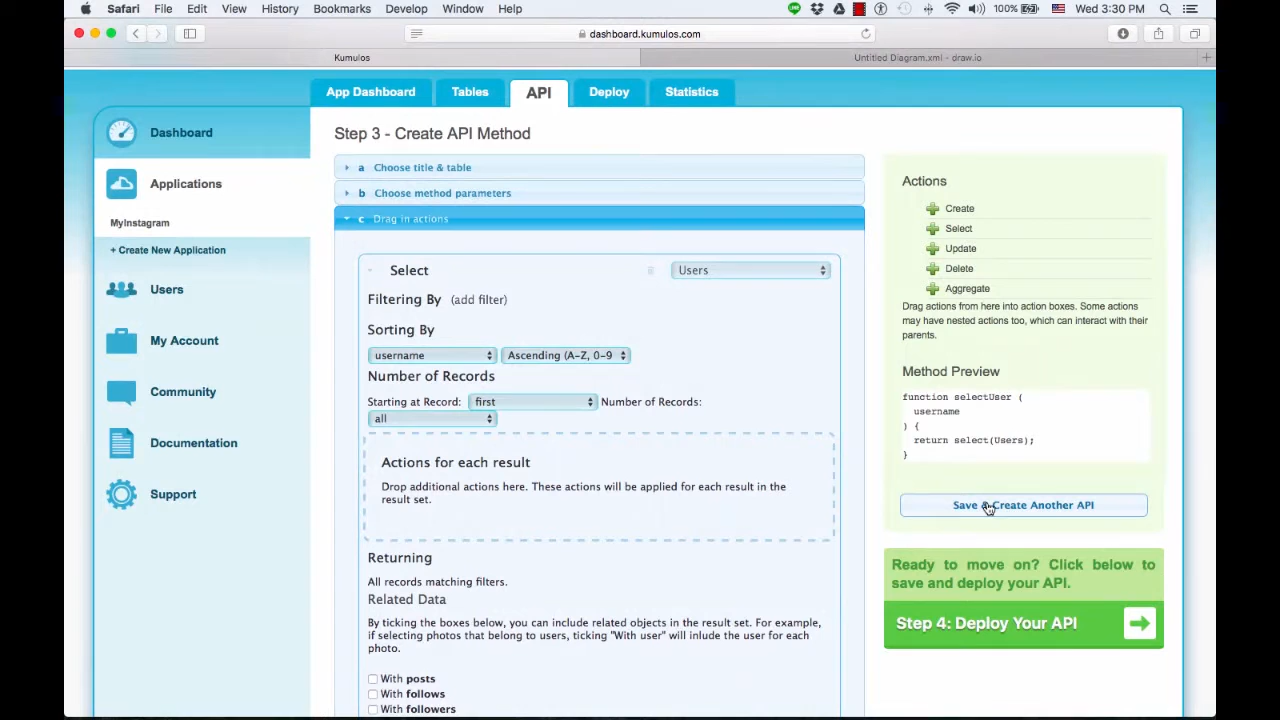 Safari File Edit View History Bookmarks Develop Window Help 100% Wed 3:30 PM
dashboard.kumulos.com
Kumulos Untitled Diagram.xml - draw.io
App Dashboard Tables API Deploy Statistics
Dashboard
Applications
MyInstagram
+ Create New Application
Users
My Account
Community
Documentation
Support
Step 3 - Create API Method
a Choose title & table
b Choose method parameters
c Drag in actions
Select Users
Filtering By (add filter)
Sorting By
username Ascending (A-Z, 0-9
Number of Records
Starting at Record: first Number of Records:
all
Actions for each result
Drop additional actions here. These actions will be applied for each result in the
result set.
Returning
All records matching filters.
Related Data
By ticking the boxes below, you can include related objects in the result set. For example,
if selecting photos that belong to users, ticking "With user" will inlude the user for each
photo.
With posts
With follows
With followers
Actions
Create
Select
Update
Delete
Aggregate
Drag actions from here into action boxes. Some actions
may have nested actions too, which can interact with their
parents.
Method Preview
function selectUser (
username
) {
return select(Users);
}
Save & Create Another API
Ready to move on? Click below to
save and deploy your API.
Step 4: Deploy Your API